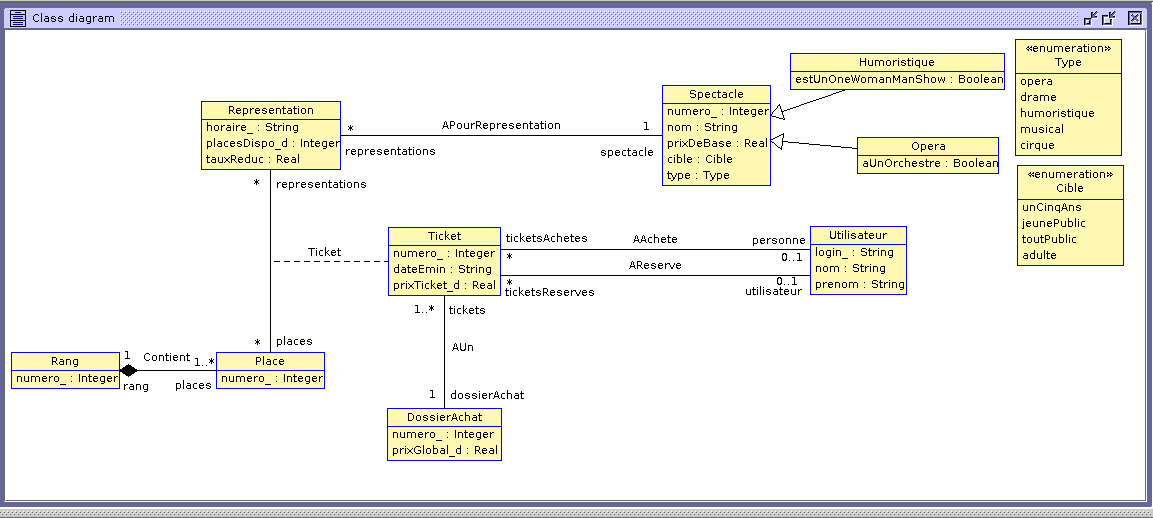 Class diagram
Humoristique
estUnOneWomanManShow : Boolean
«enumeration»
Type
opera
drame
humoristique
musical
cirque
Spectacle
numero_ : Integer
nom : String
prixDeBase : Real
cible : Cible
type : Type
Representation
horaire_ : String
placesDispo_d : Integer
tauxReduc : Real
* APourRepresentation 1
representations spectacle
Opera
aUnOrchestre : Boolean
«enumeration»
Cible
unCinqAns
jeunePublic
toutPublic
adulte
* representations
Ticket
Ticket
numero_ : Integer
dateEmin : String
prixTicket_d : Real
ticketsAchetes AAchete personne
* 0..1
AReserve
* 0..1
ticketsReserves utilisateur
Utilisateur
login_ : String
nom : String
prenom : String
1..* tickets
AUn
1 dossierAchat
* places
Rang
numero_ : Integer
1 Contient 1..*
rang places
Place
numero_ : Integer
DossierAchat
numero_ : Integer
prixGlobal_d : Real